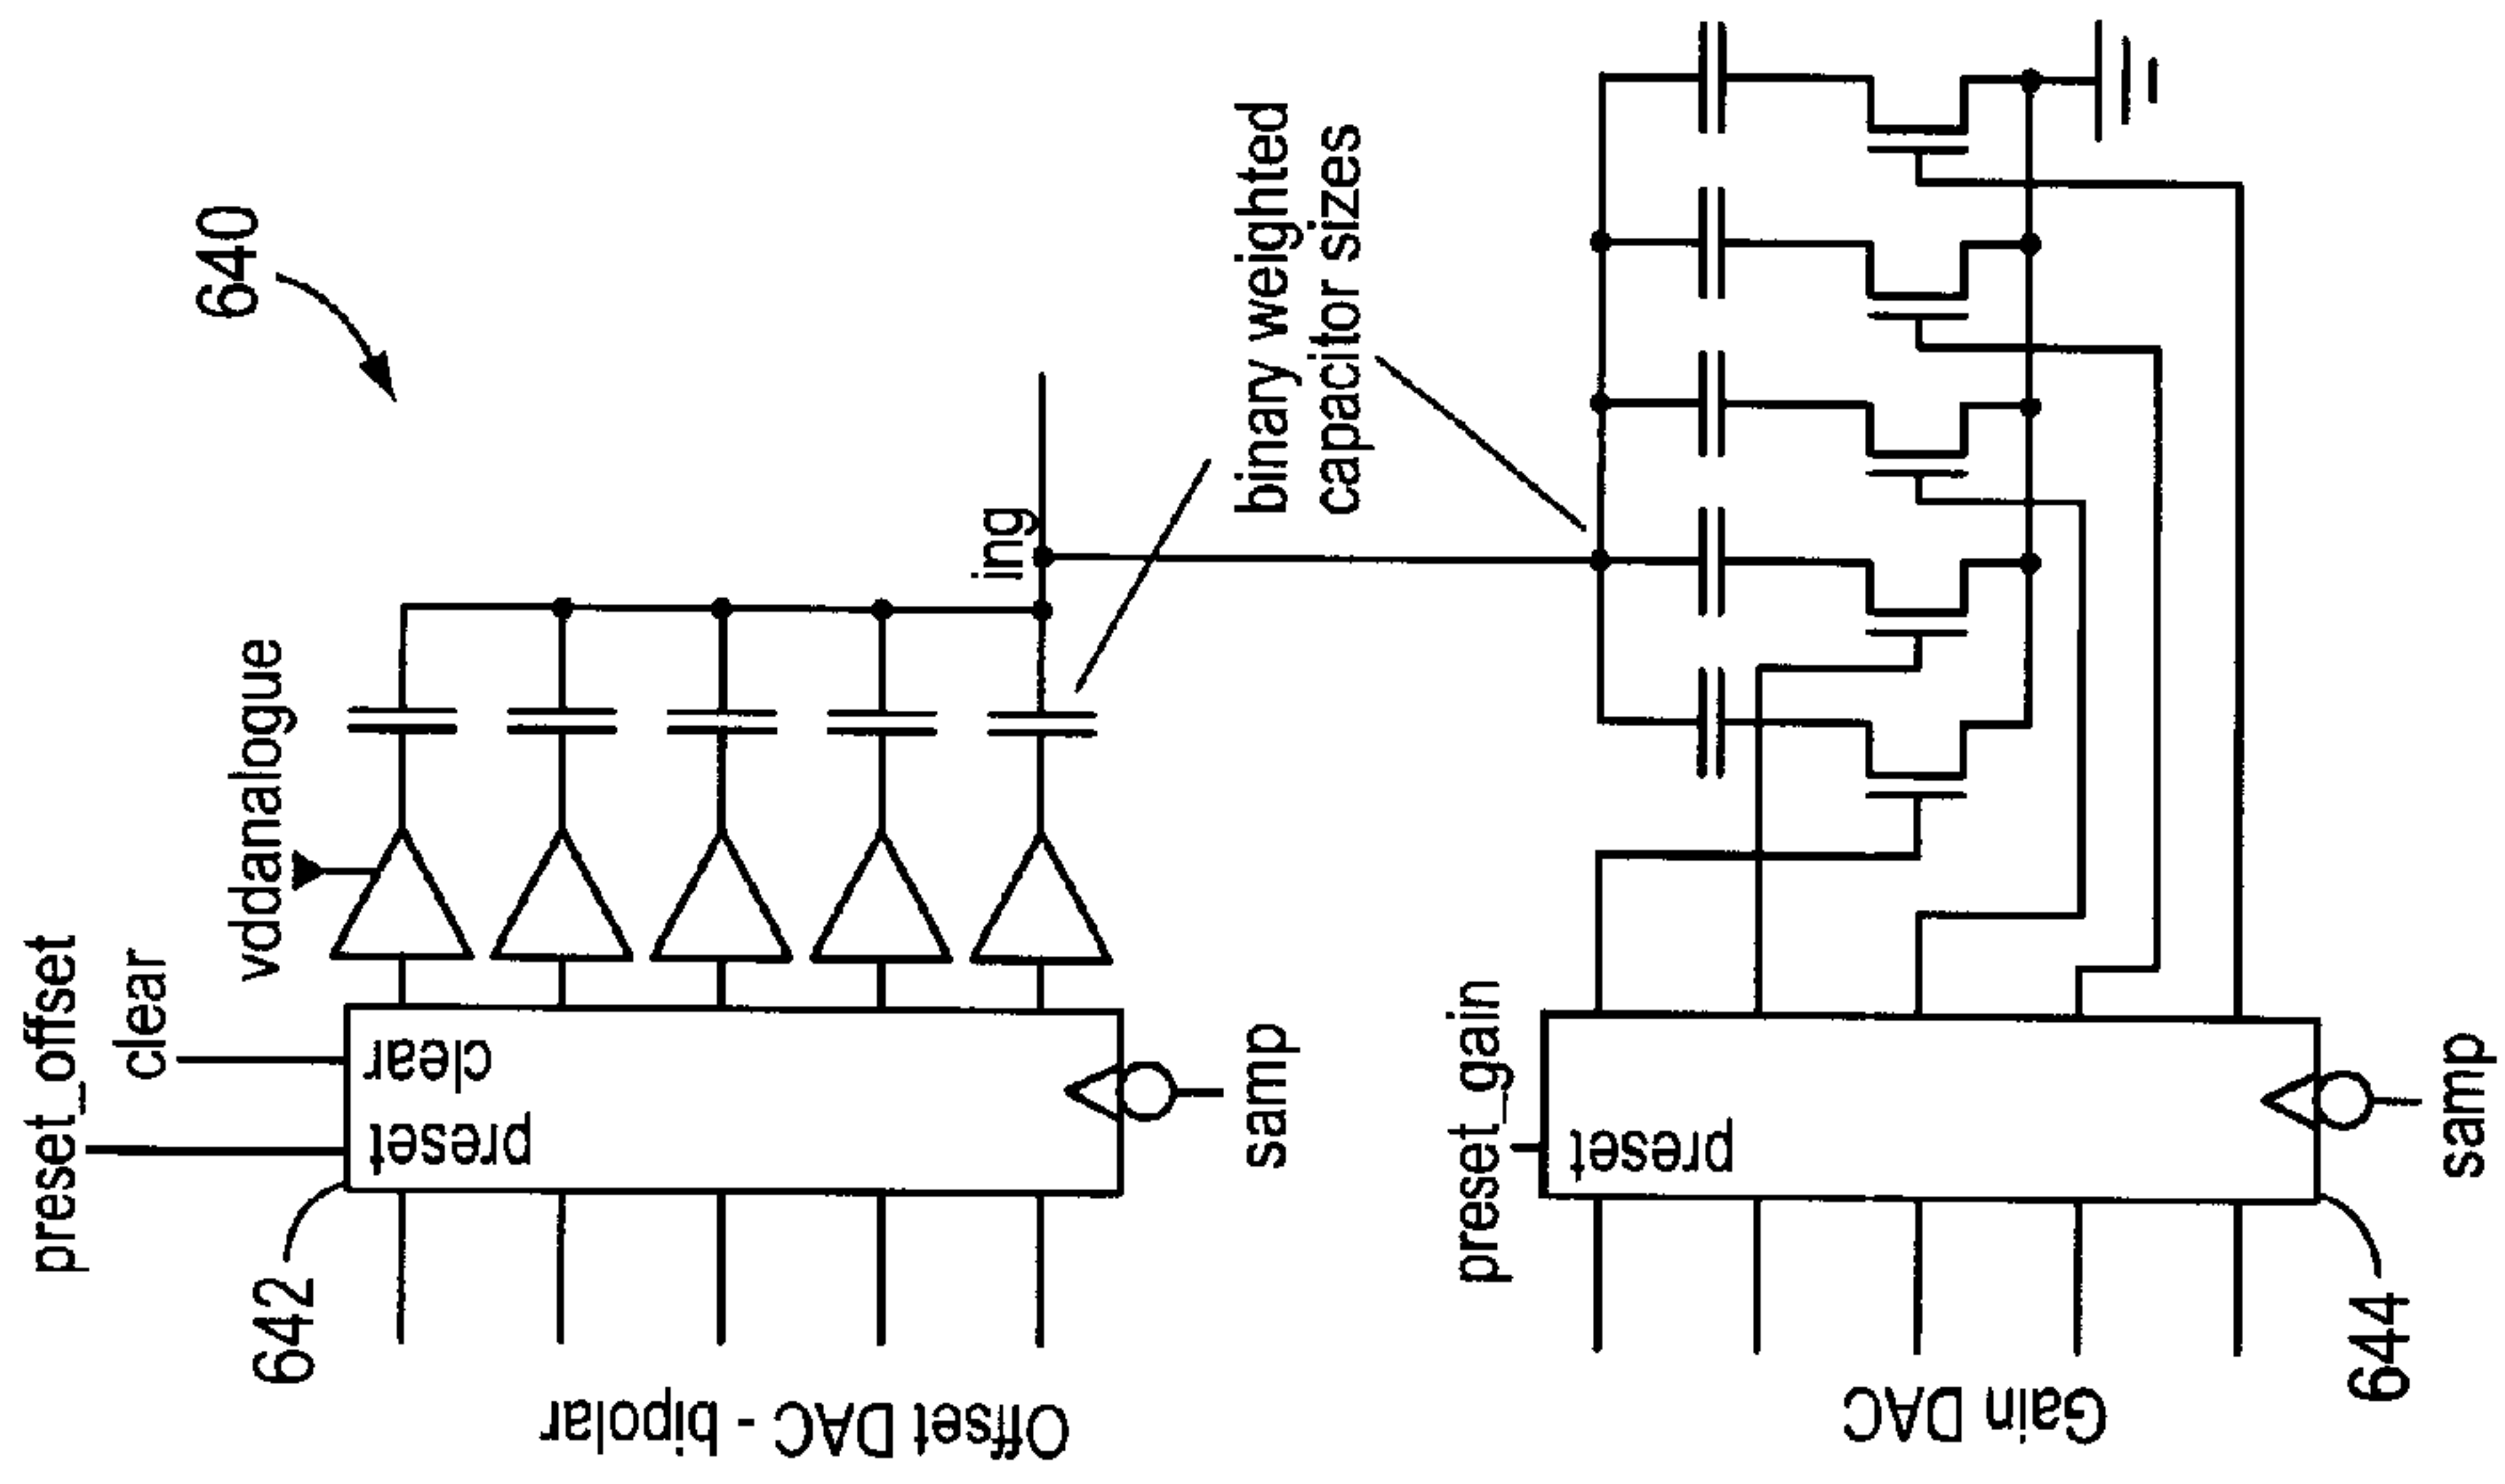 640
preset_offset
clear
vddanalogue
clear
preset
642
Offset DAC - bipolar
samp
ing
binary weighted
capacitor sizes
preset_gain
preset
Gain DAC
644
samp